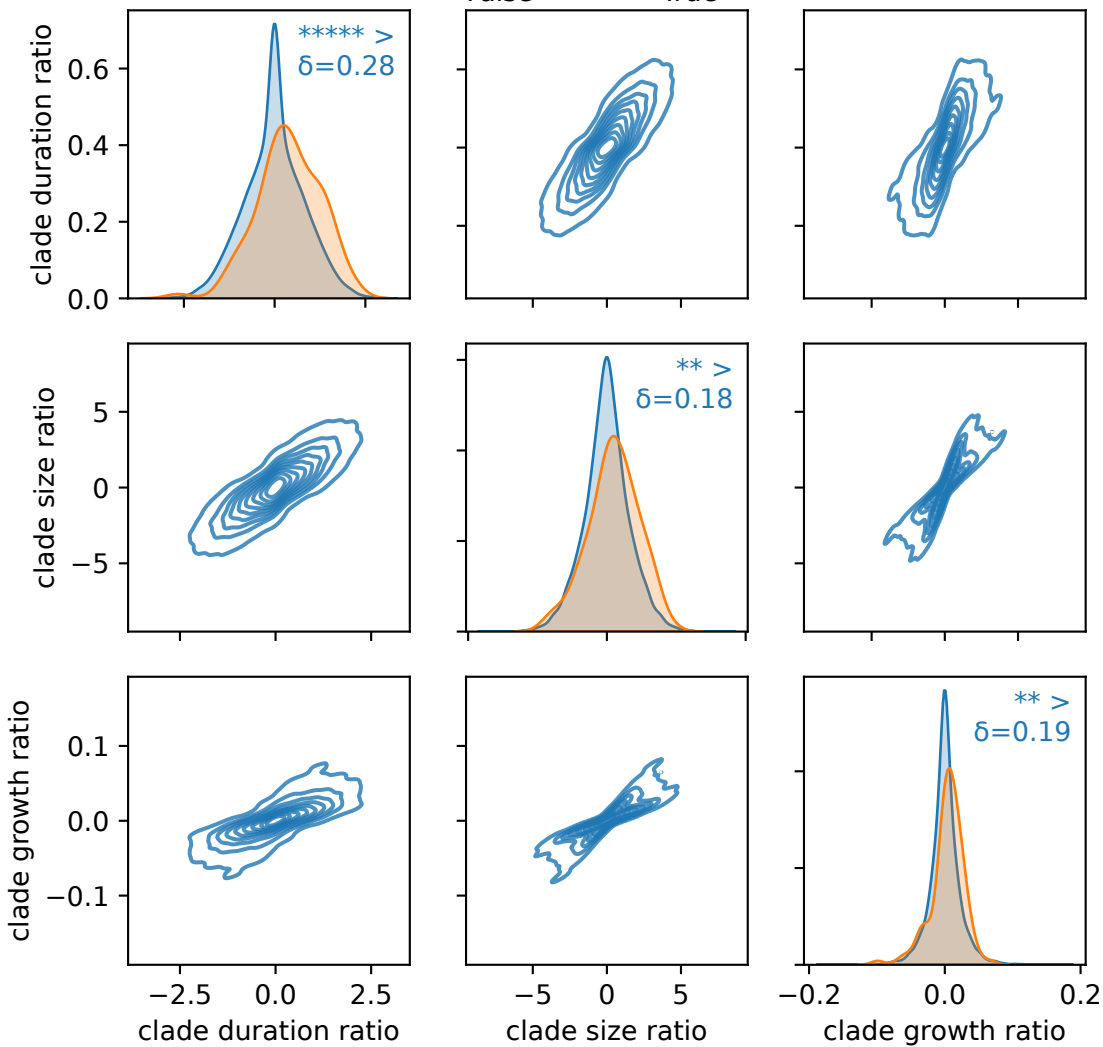 clade duration ratio
0.6
0.4
0.2
0.0
***** >
δ=0.28
clade size ratio
5
0
−5
** >
δ=0.18
clade growth ratio
0.1
0.0
−0.1
** >
δ=0.19
−2.5 0.0 2.5
−5 0 5
−0.2 0.0 0.2
clade duration ratio
clade size ratio
clade growth ratio